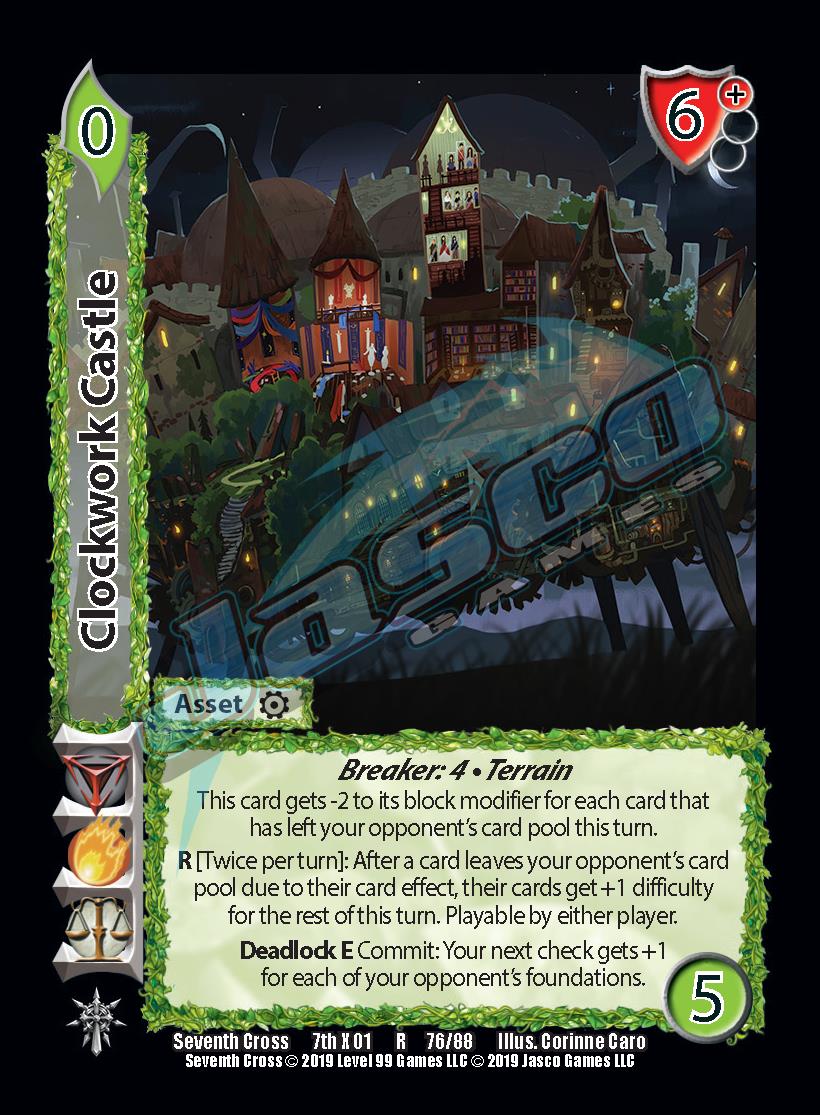 0
6
+
Clockwork Castle
Jasco
GAMES
Asset
Breaker: 4 • Terrain
This card gets -2 to its block modifier for each card that
has left your opponent's card pool this turn.
R [Twice per turn]: After a card leaves your opponent's card
pool due to their card effect, their cards get +1 difficulty
for the rest of this turn. Playable by either player.
Deadlock E Commit: Your next check gets +1
for each of your opponent's foundations.
5
Seventh Cross 7th X 01 R 76/88 Illus. Corinne Caro
Seventh Cross © 2019 Level 99 Games LLC © 2019 Jasco Games LLC